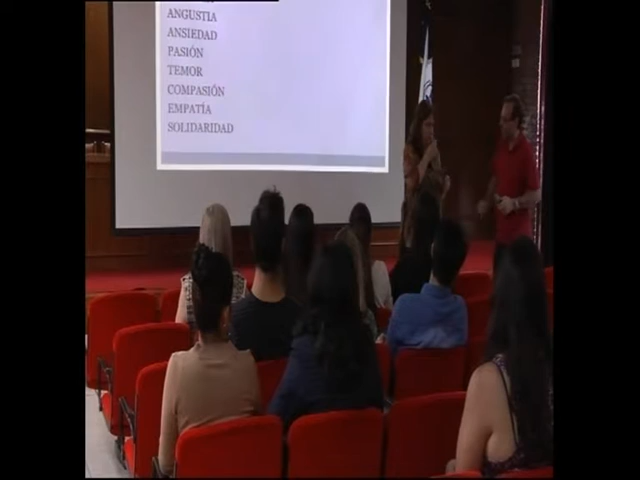 ANGUSTIA
ANSIEDAD
PASIÓN
TEMOR
COMPASIÓN
EMPATÍA
SOLIDARIDAD